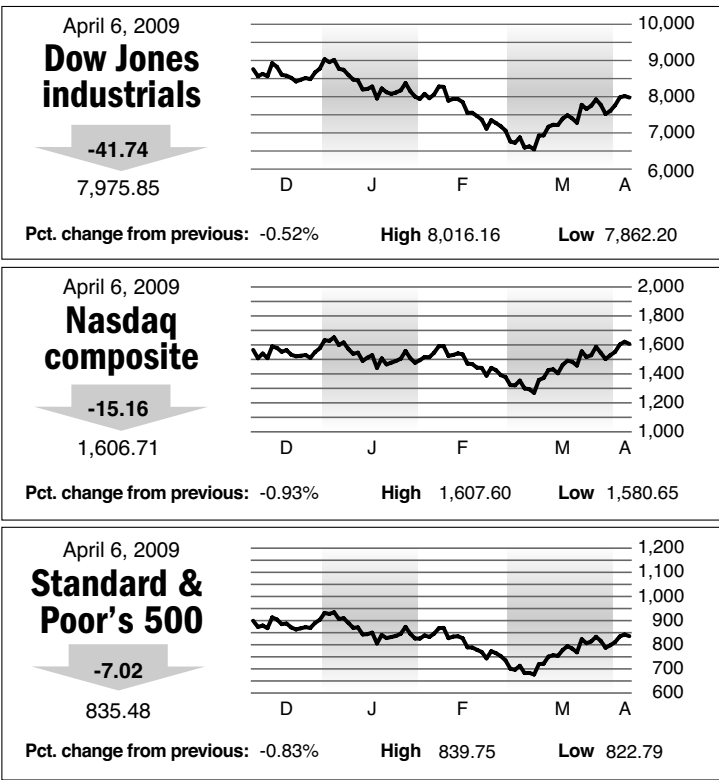 April 6, 2009
Dow Jones
industrials
-41.74
7,975.85
10,000
9,000
8,000
7,000
6,000
D J F M A
Pct. change from previous: -0.52% High 8,016.16 Low 7,862.20
April 6, 2009
Nasdaq
composite
-15.16
1,606.71
2,000
1,800
1,600
1,400
1,200
1,000
D J F M A
Pct. change from previous: -0.93% High 1,607.60 Low 1,580.65
April 6, 2009
Standard &
Poor's 500
-7.02
835.48
1,200
1,100
1,000
900
800
700
600
D J F M A
Pct. change from previous: -0.83% High 839.75 Low 822.79